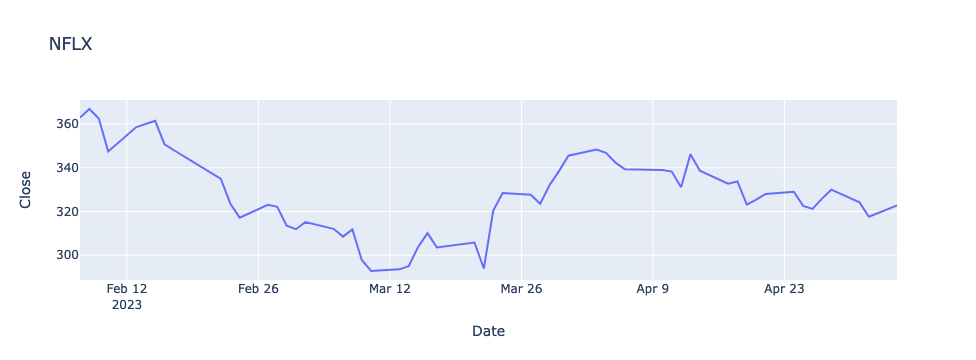 NFLX
Close
360
340
320
300
Feb 12
2023
Feb 26
Mar 12
Mar 26
Apr 9
Apr 23
Date